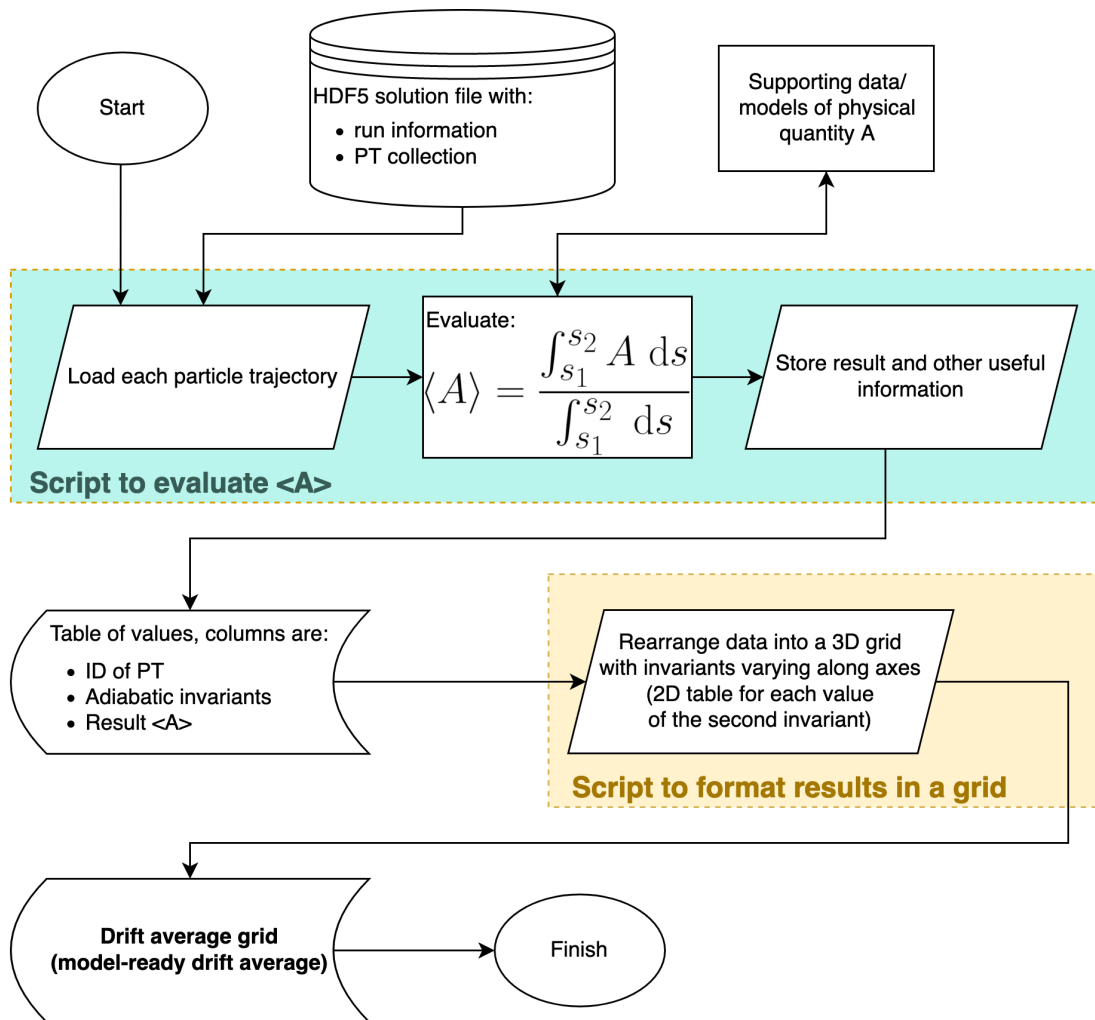 Start
HDF5 solution file with:
• run information
• PT collection
Supporting data/
models of physical
quantity A
Load each particle trajectory
Evaluate:
⟨A⟩ = ∫_{s₁}^{s₂} A ds / ∫_{s₁}^{s₂} ds
Store result and other useful
information
Script to evaluate <A>
Table of values, columns are:
• ID of PT
• Adiabatic invariants
• Result <A>
Rearrange data into a 3D grid
with invariants varying along axes
(2D table for each value
of the second invariant)
Script to format results in a grid
Drift average grid
(model-ready drift average)
Finish